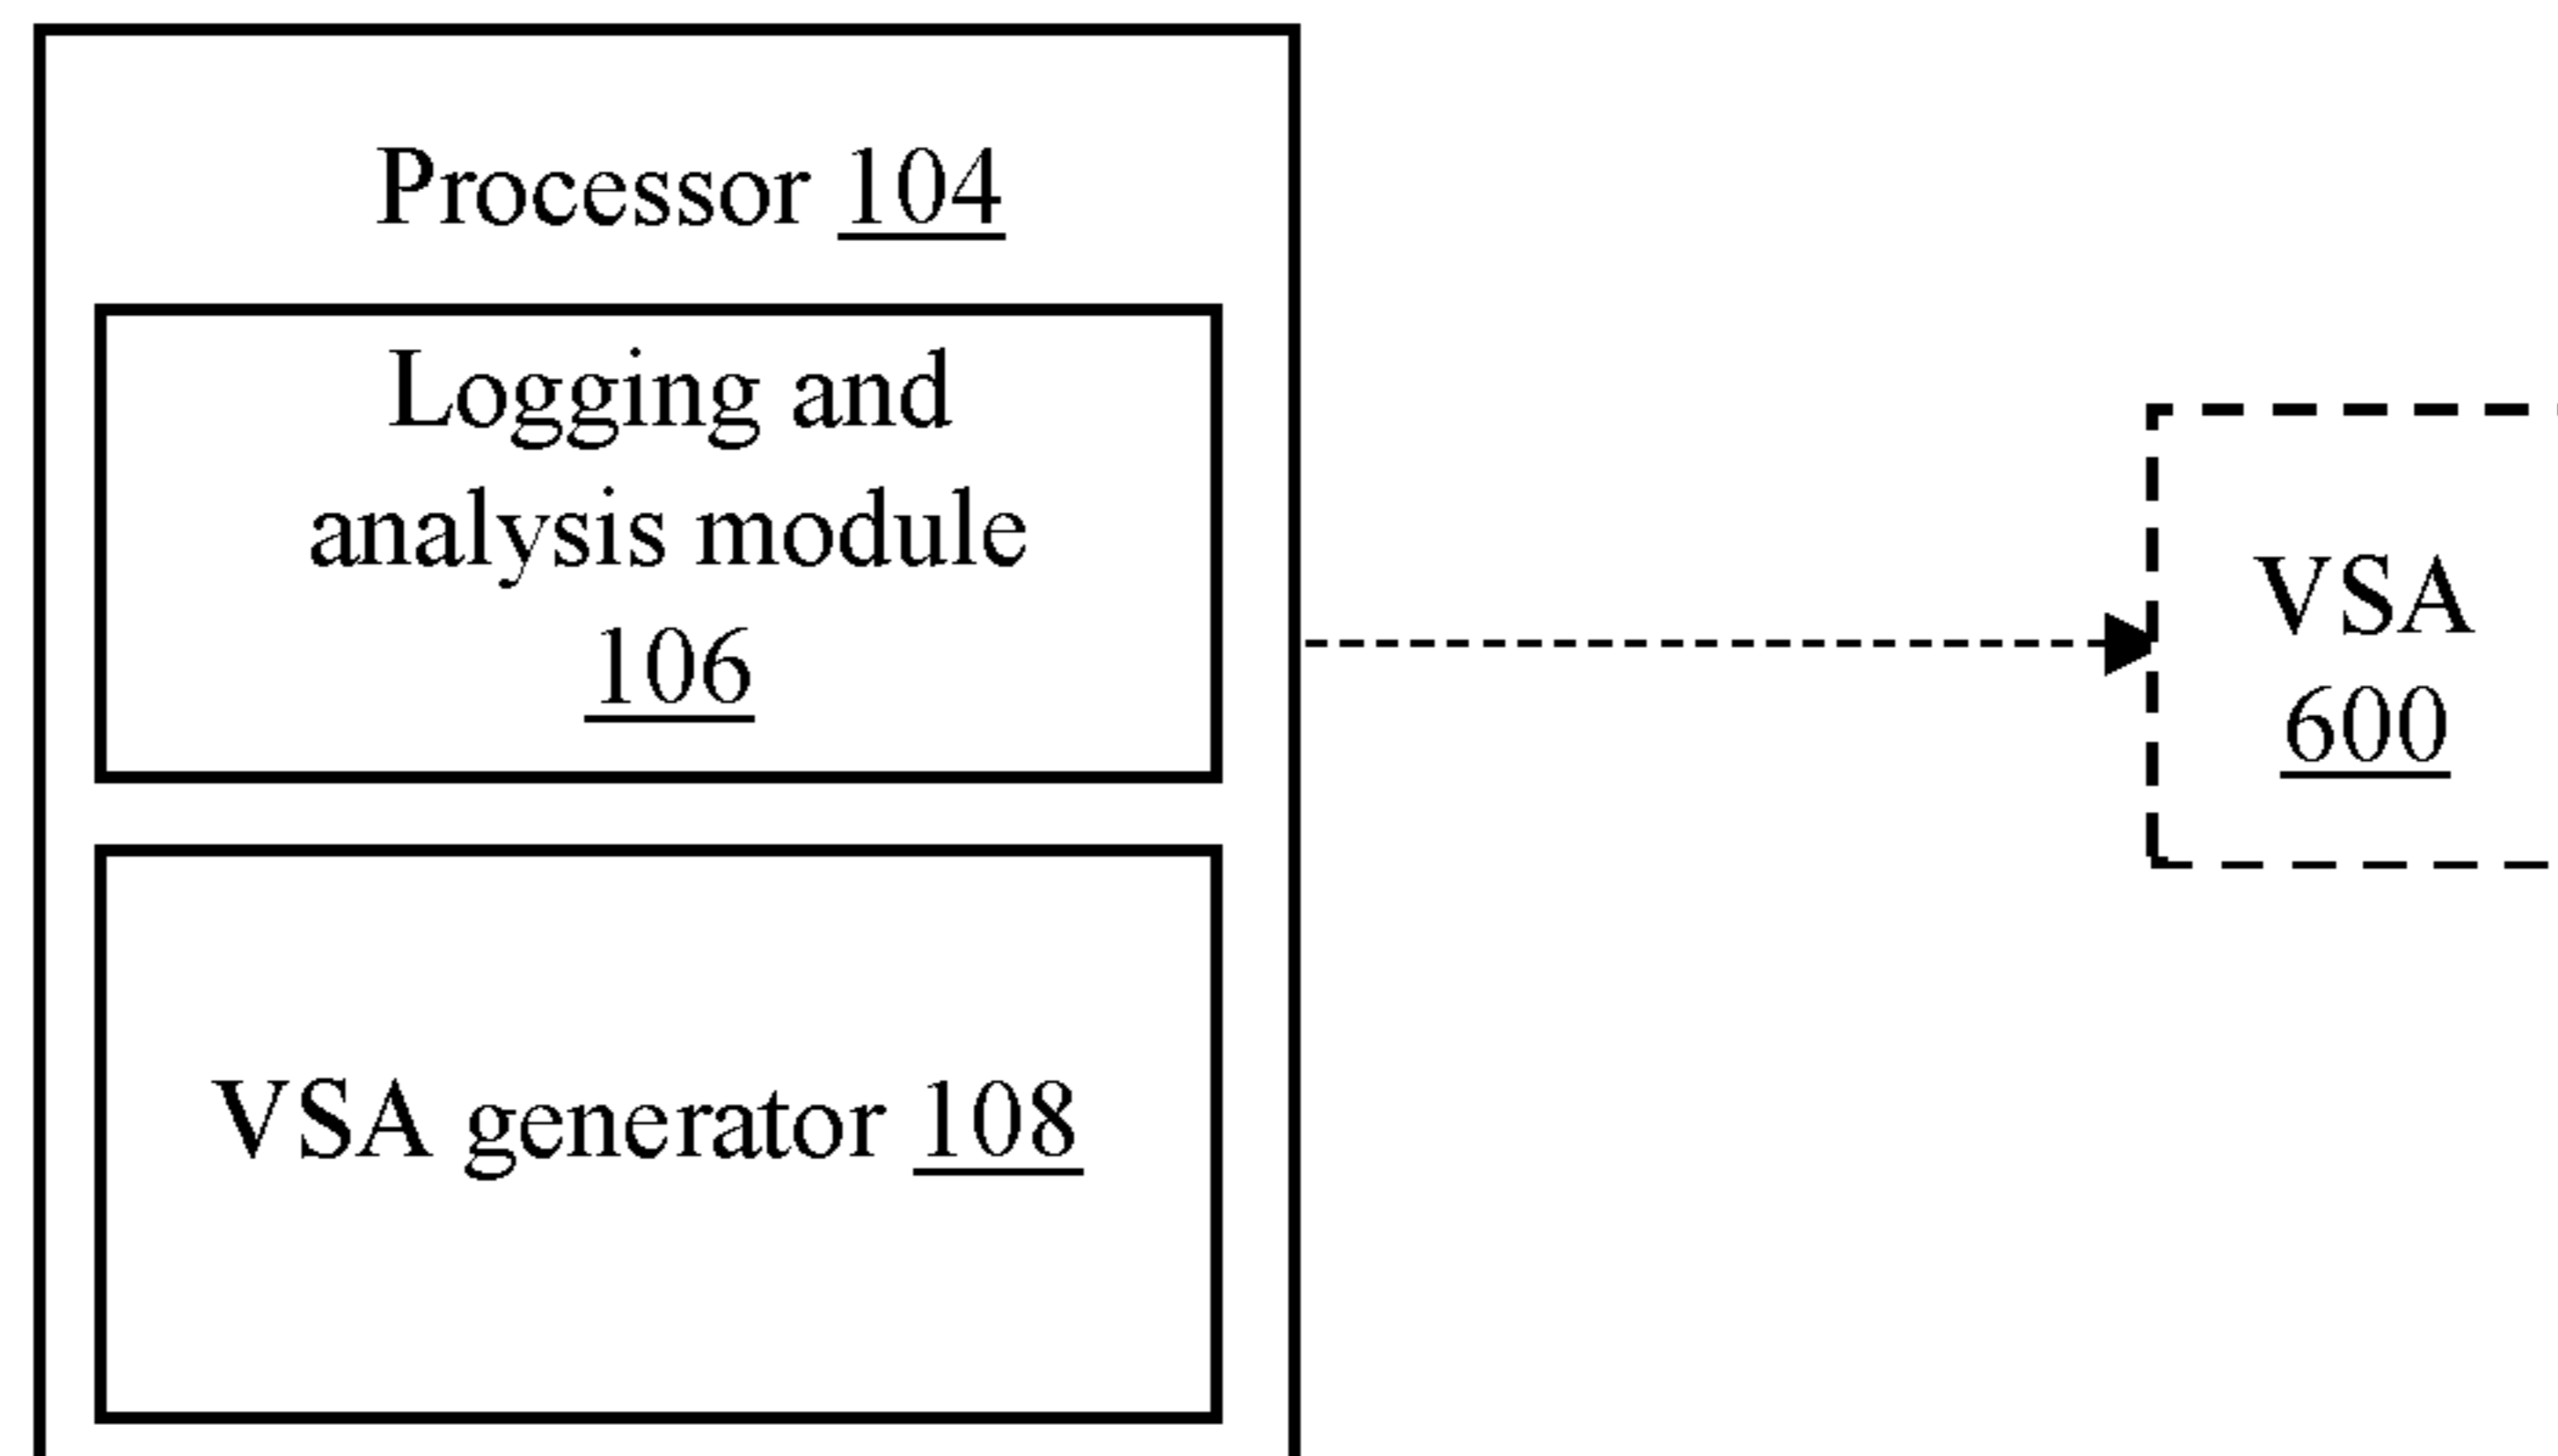 Processor 104
Logging and
analysis module
106
VSA
600
VSA generator 108